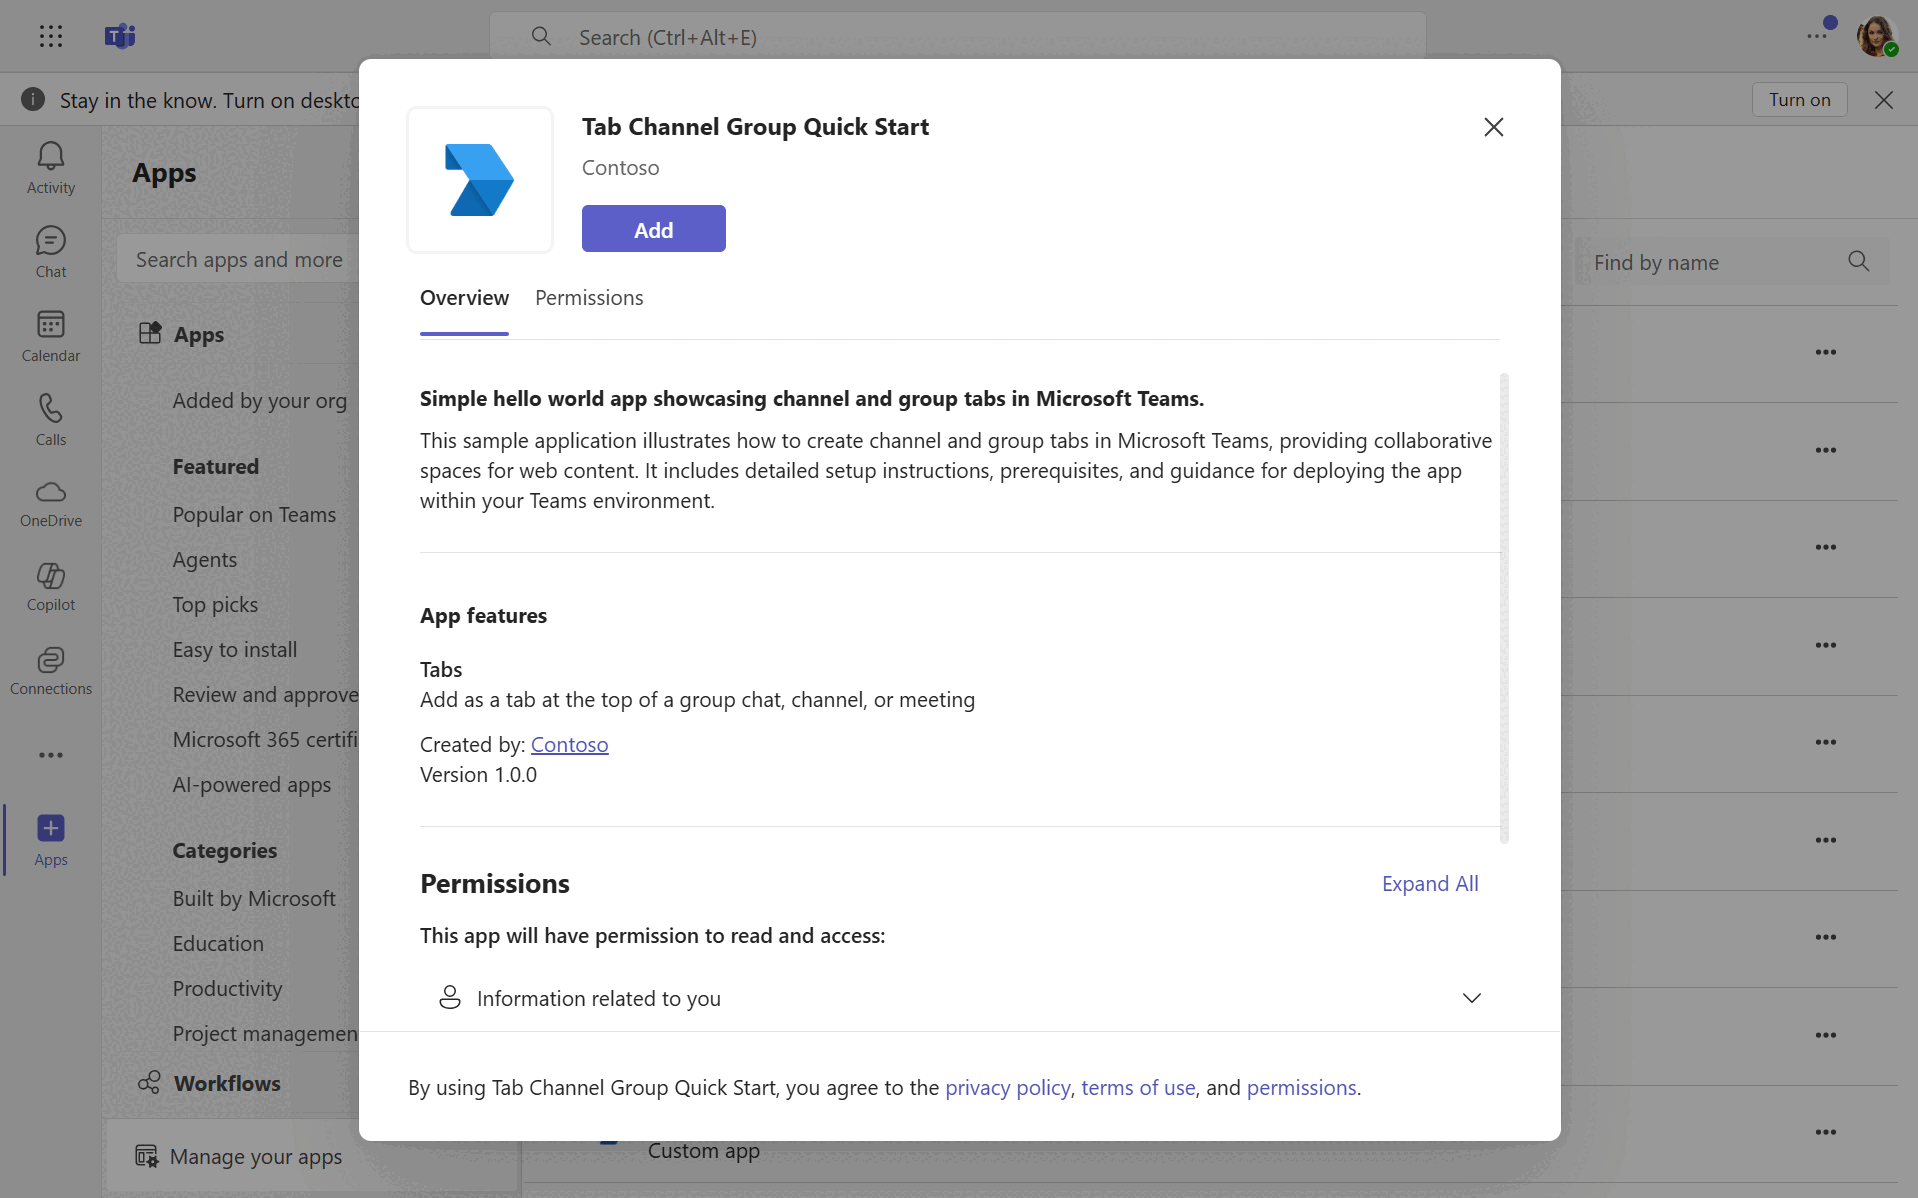 Search (Ctrl+Alt+E)
Stay in the know. Turn on deskto
Turn on
Activity
Chat
Calendar
Calls
OneDrive
Copilot
Connections
Apps
Apps
Search apps and more
Apps
Added by your org
Featured
Popular on Teams
Agents
Top picks
Easy to install
Review and approve
Microsoft 365 certifi
AI-powered apps
Categories
Built by Microsoft
Education
Productivity
Project managemen
Workflows
Manage your apps
Find by name
Tab Channel Group Quick Start
Contoso
Add
Overview
Permissions
Simple hello world app showcasing channel and group tabs in Microsoft Teams.
This sample application illustrates how to create channel and group tabs in Microsoft Teams, providing collaborative
spaces for web content. It includes detailed setup instructions, prerequisites, and guidance for deploying the app
within your Teams environment.
App features
Tabs
Add as a tab at the top of a group chat, channel, or meeting
Created by: Contoso
Version 1.0.0
Permissions
Expand All
This app will have permission to read and access:
Information related to you
By using Tab Channel Group Quick Start, you agree to the privacy policy, terms of use, and permissions.
Custom app